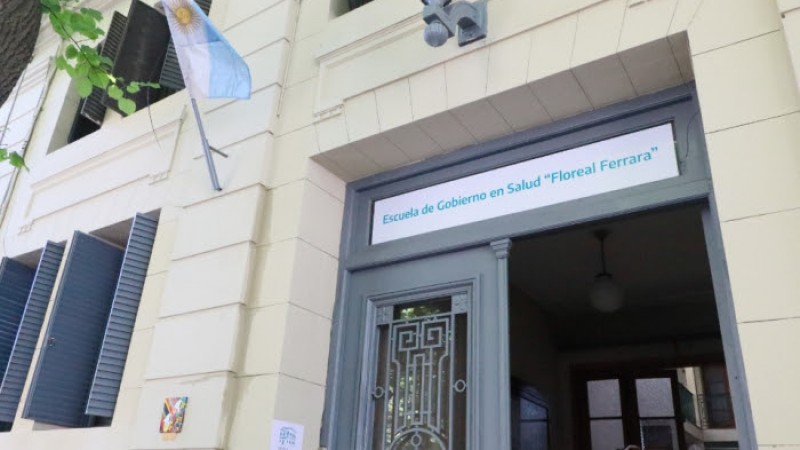 Escuela de Gobierno en Salud "Floreal Ferrara"